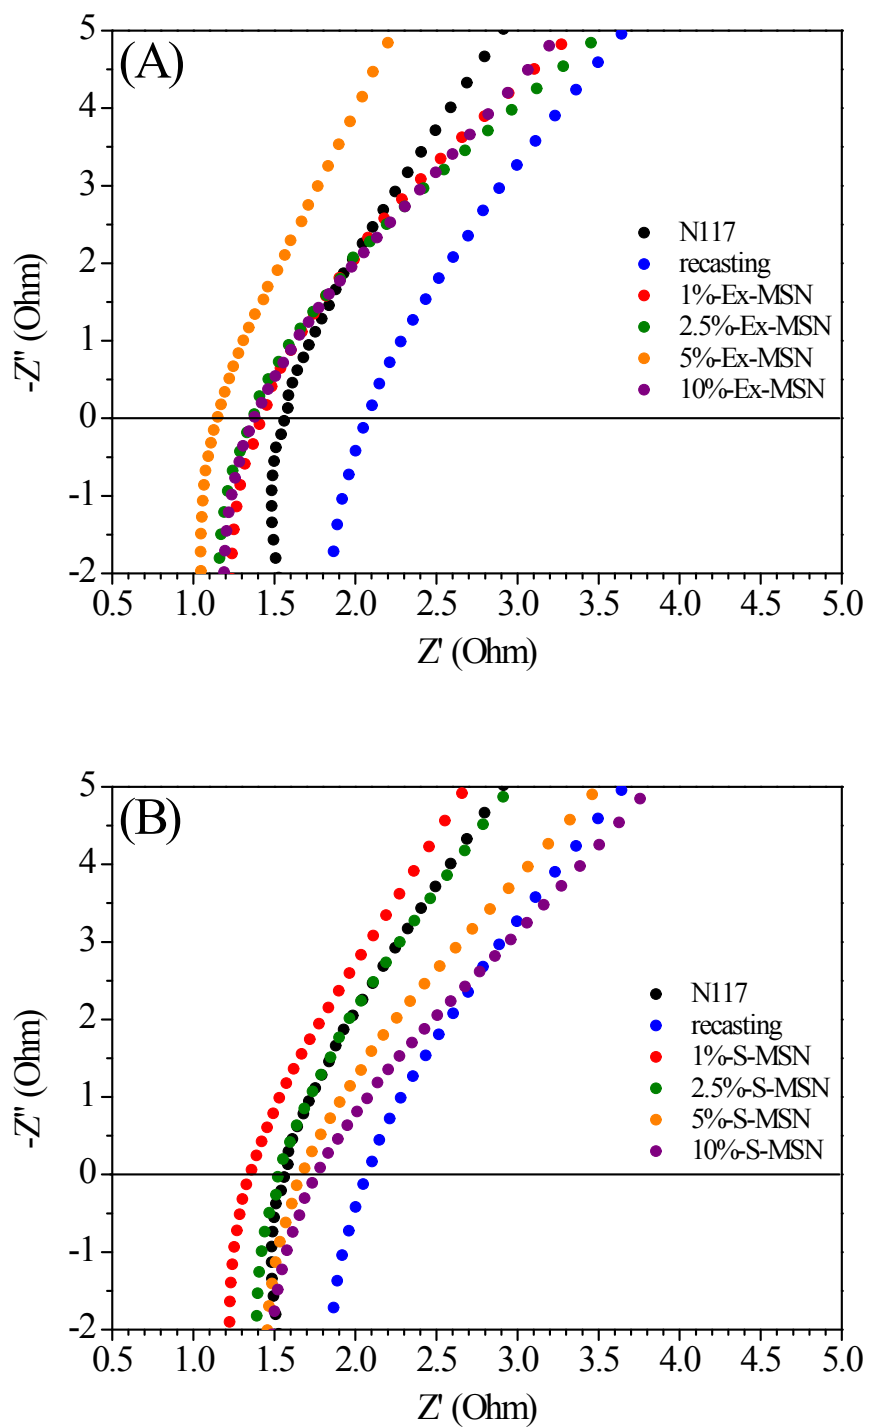 (A)
5
4
3
2
1
0
-1
-2
-Z'' (Ohm)
N117
recasting
1%-Ex-MSN
2.5%-Ex-MSN
5%-Ex-MSN
10%-Ex-MSN
0.5 1.0 1.5 2.0 2.5 3.0 3.5 4.0 4.5 5.0
Z' (Ohm)
(B)
5
4
3
2
1
0
-1
-2
-Z'' (Ohm)
N117
recasting
1%-S-MSN
2.5%-S-MSN
5%-S-MSN
10%-S-MSN
0.5 1.0 1.5 2.0 2.5 3.0 3.5 4.0 4.5 5.0
Z' (Ohm)